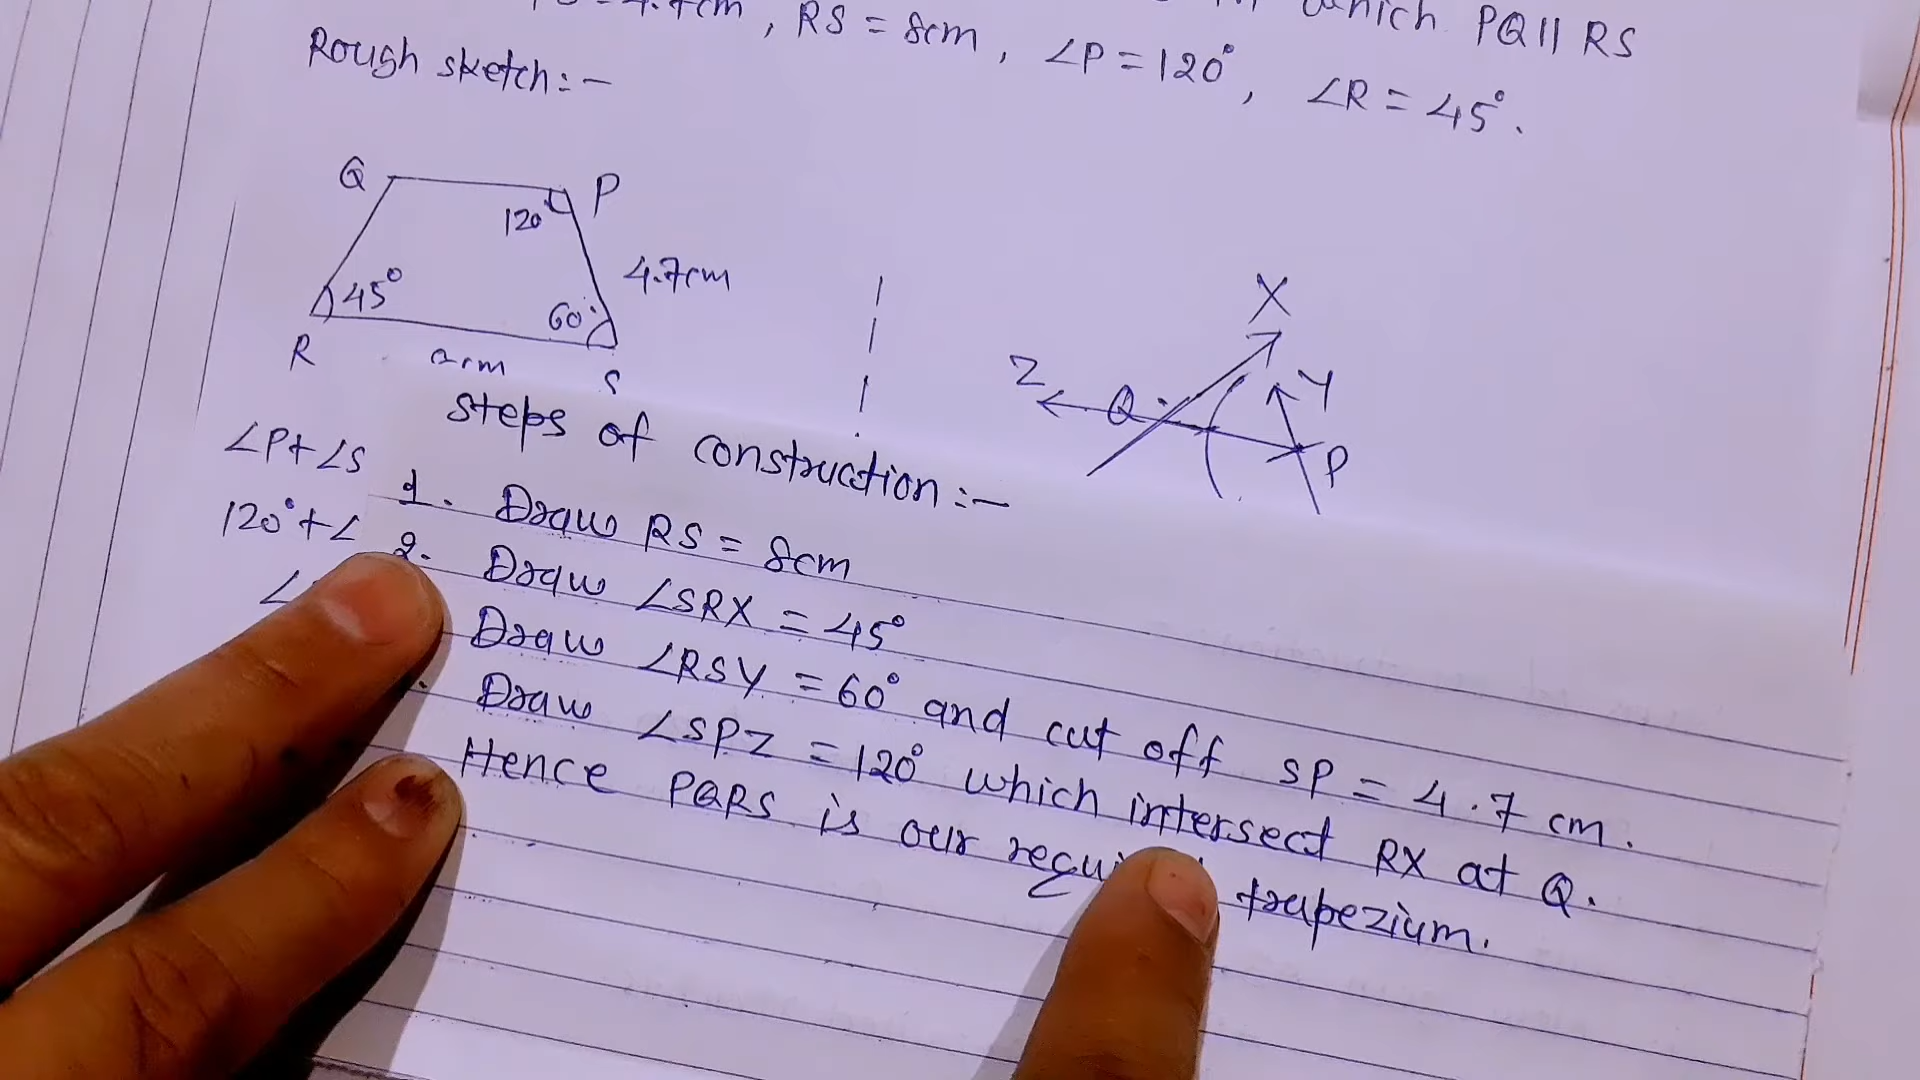 which PQ || RS
= 4.7cm, RS = 8cm, ∠P = 120°, ∠R = 45°.
Rough sketch:-
Q P
120°
4.7cm
45°
60°
R S
X
Z Q Y
P
steps of construction:-
∠P+∠S
1. Draw RS = 8cm
120°+∠
2. Draw ∠SRX = 45°
∠
Draw ∠RSY = 60° and cut off SP = 4.7 cm.
Draw ∠SPZ = 120° which intersect RX at Q.
Hence PQRS is our trapezium.